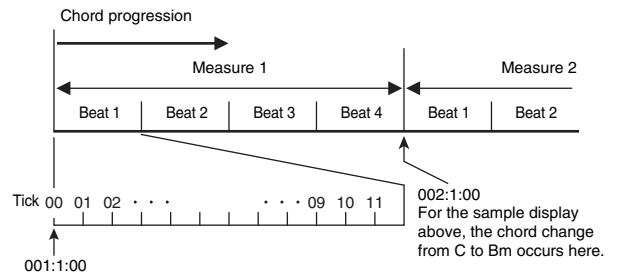 Chord progression
Measure 1
Measure 2
Beat 1
Beat 2
Beat 3
Beat 4
Beat 1
Beat 2
Tick 00 01 02 · · · · · · 09 10 11
001:1:00
002:1:00
For the sample display
above, the chord change
from C to Bm occurs here.